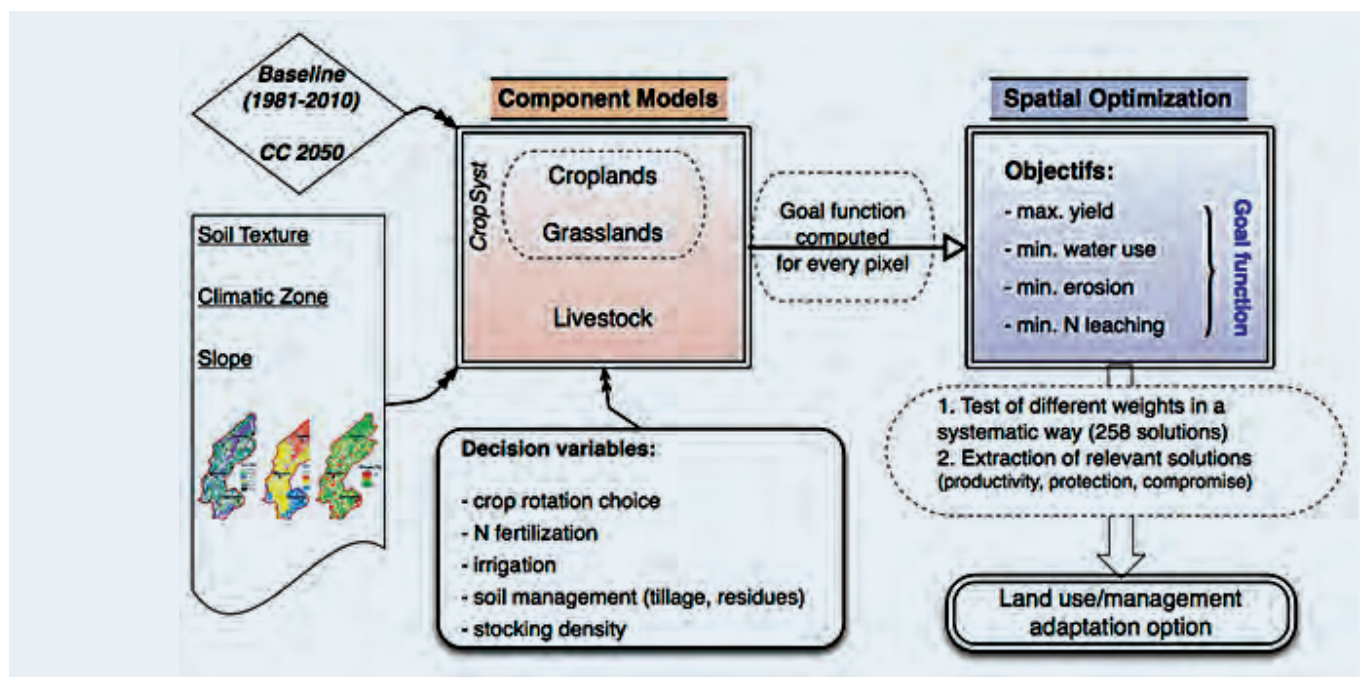 Baseline
(1981-2010)
CC 2050
Soil Texture
Climatic Zone
Slope
Component Models
CropSyst
Croplands
Grasslands
Livestock
Decision variables:
- crop rotation choice
- N fertilization
- irrigation
- soil management (tillage, residues)
- stocking density
Goal function
computed
for every pixel
Spatial Optimization
Objectifs:
- max. yield
- min. water use
- min. erosion
- min. N leaching
Goal function
1. Test of different weights in a
systematic way (258 solutions)
2. Extraction of relevant solutions
(productivity, protection, compromise)
Land use/management
adaptation option